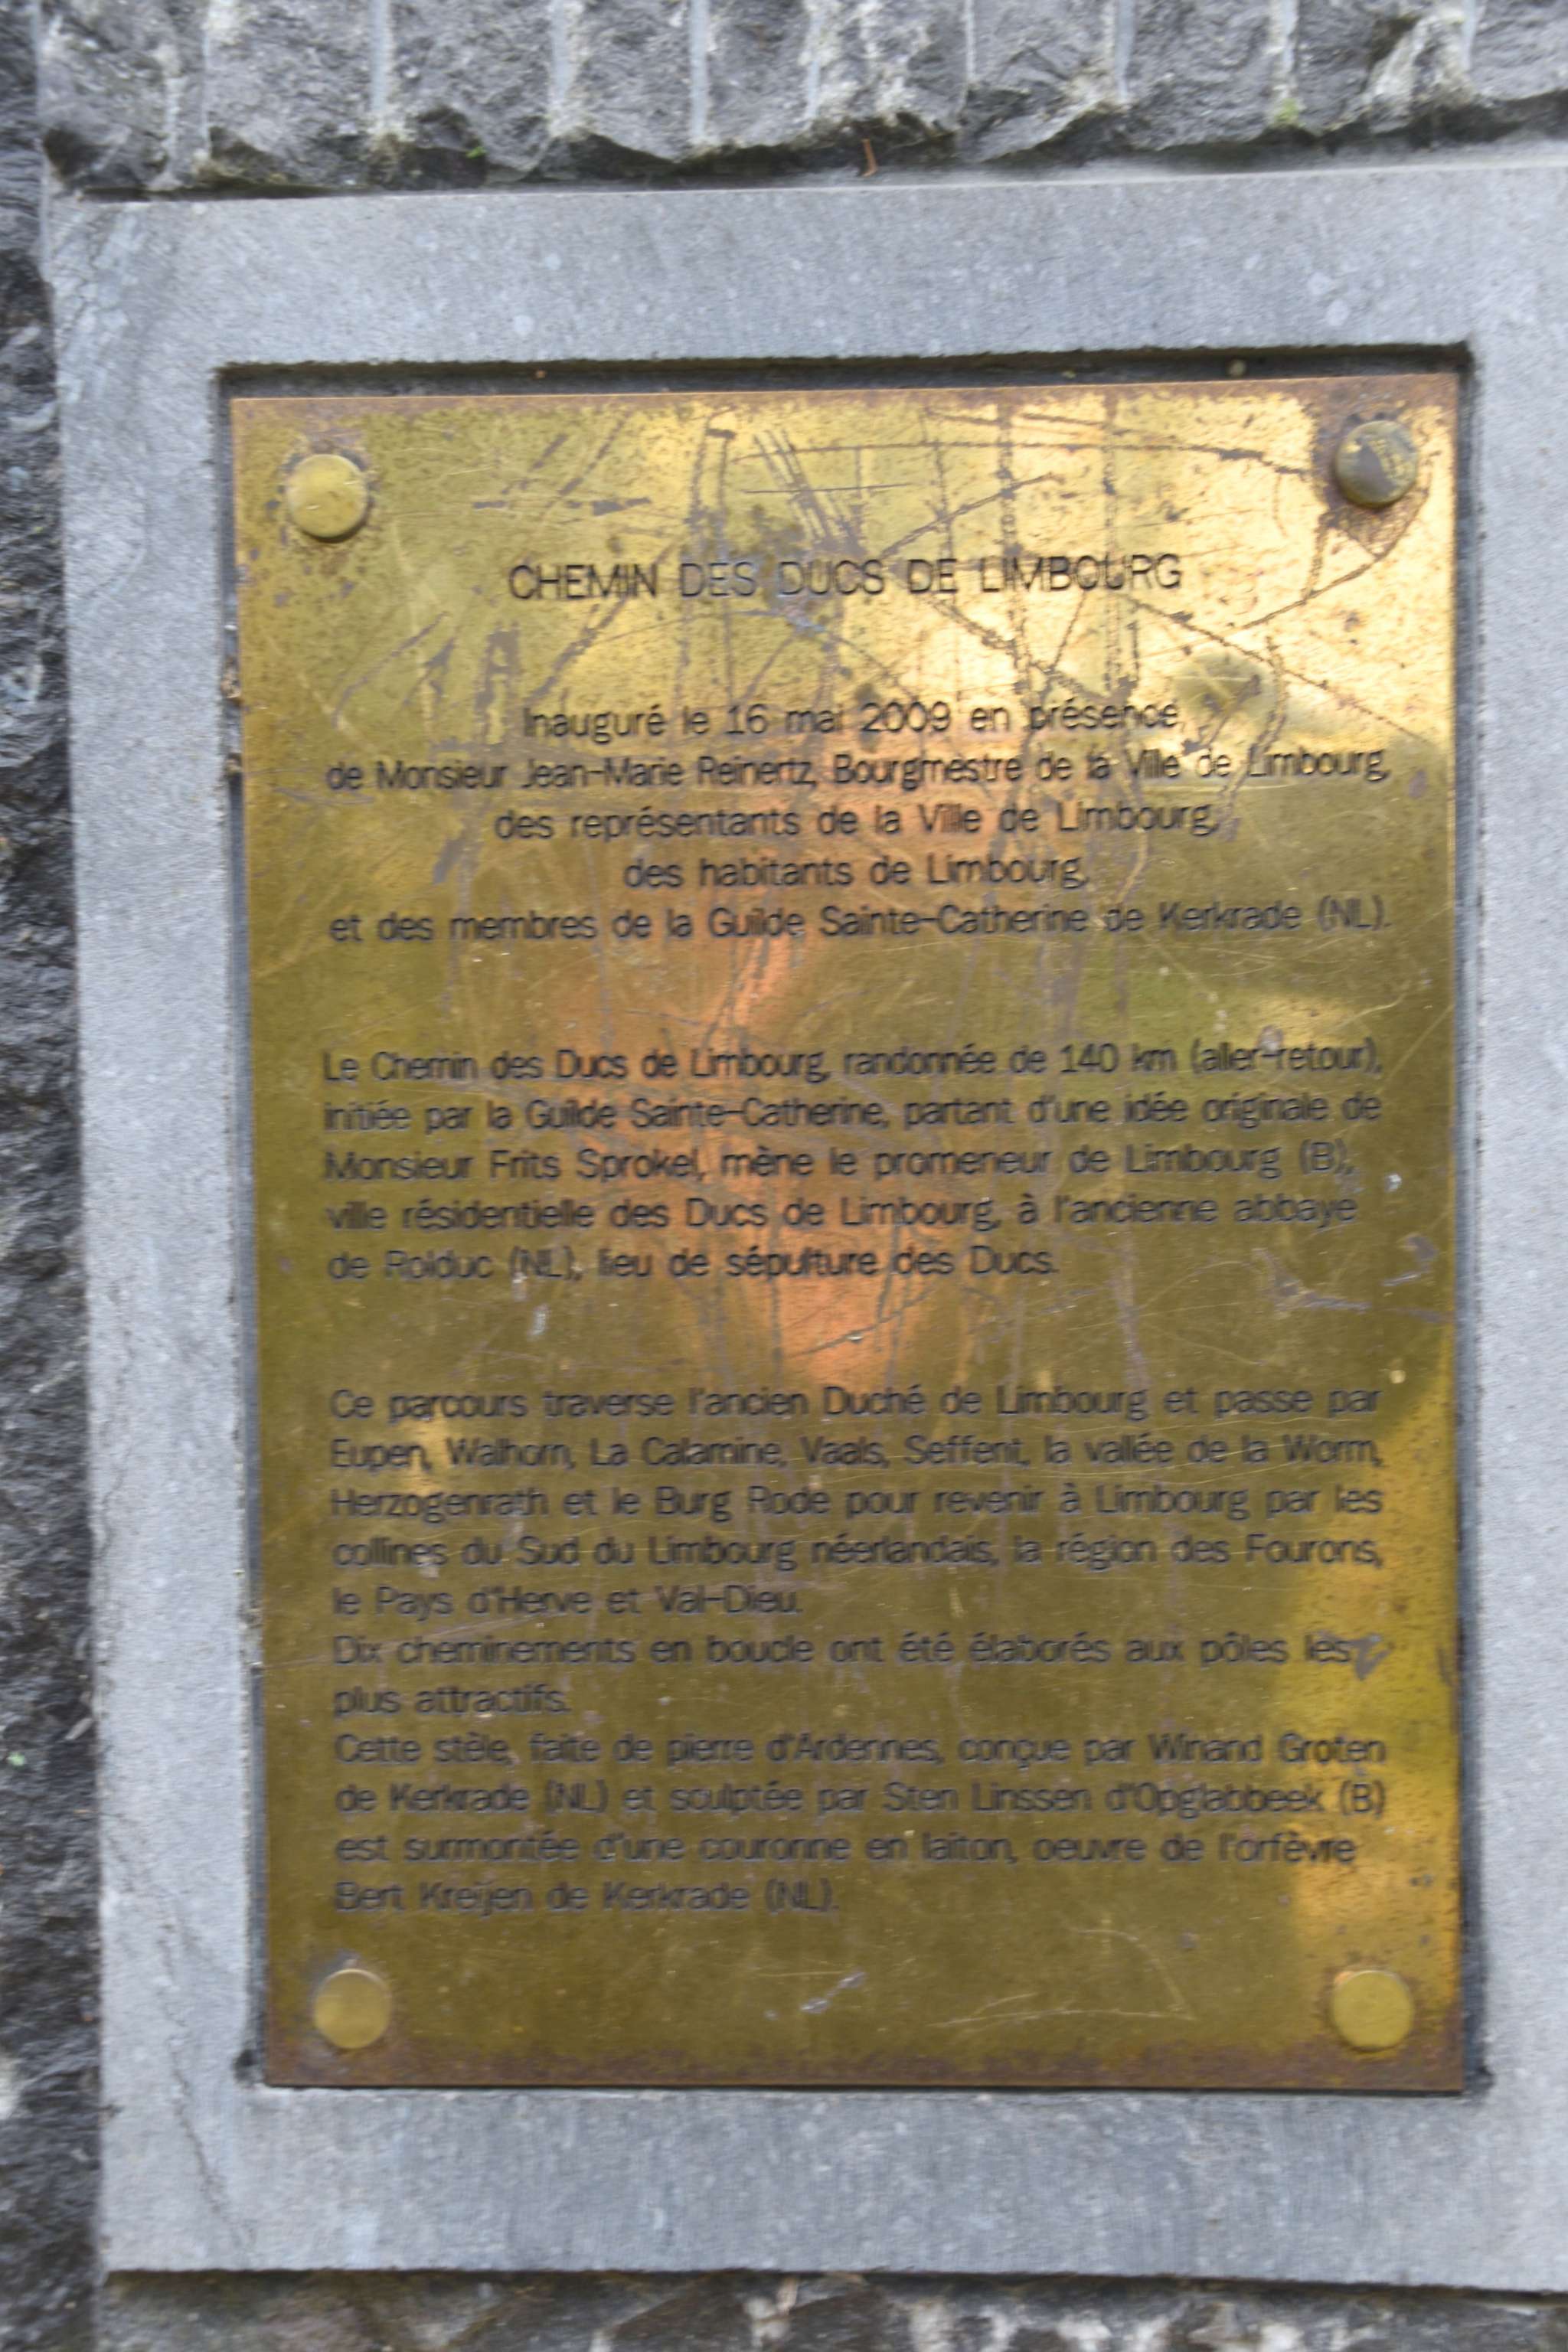 CHEMIN DES DUCS DE LIMBOURG
Inauguré le 16 mai 2009 en présence
de Monsieur Jean-Marie Reinertz, Bourgmestre de la Ville de Limbourg,
des représentants de la Ville de Limbourg,
des habitants de Limbourg,
et des membres de la Guilde Sainte-Catherine de Kerkrade (NL).
Le Chemin des Ducs de Limbourg, randonnée de 140 km (aller-retour),
initiée par la Guilde Sainte-Catherine, partant d'une idée originale de
Monsieur Frits Sprokel, mène le promeneur de Limbourg (B),
ville résidentielle des Ducs de Limbourg, à l'ancienne abbaye
de Rolduc (NL), lieu de sépulture des Ducs.
Ce parcours traverse l'ancien Duché de Limbourg et passe par
Eupen, Walhorn, La Calamine, Vaals, Seffent, la vallée de la Worm,
Herzogenrath et le Burg Rode pour revenir à Limbourg par les
collines du Sud du Limbourg néerlandais, la région des Fourons,
le Pays d'Herve et Val-Dieu.
Dix cheminements en boucle ont été élaborés aux pôles les
plus attractifs.
Cette stèle, faite de pierre d'Ardennes, conçue par Winand Groten
de Kerkrade (NL) et sculptée par Sten Linssen d'Opglabbeek (B)
est surmontée d'une couronne en laiton, oeuvre de l'orfèvre
Bert Kreijen de Kerkrade (NL).